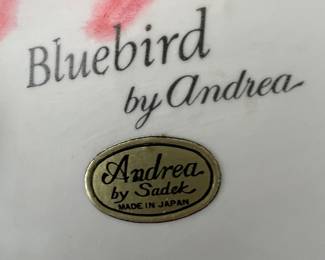 Bluebird
by Andrea
Andrea
by Sadek
MADE IN JAPAN